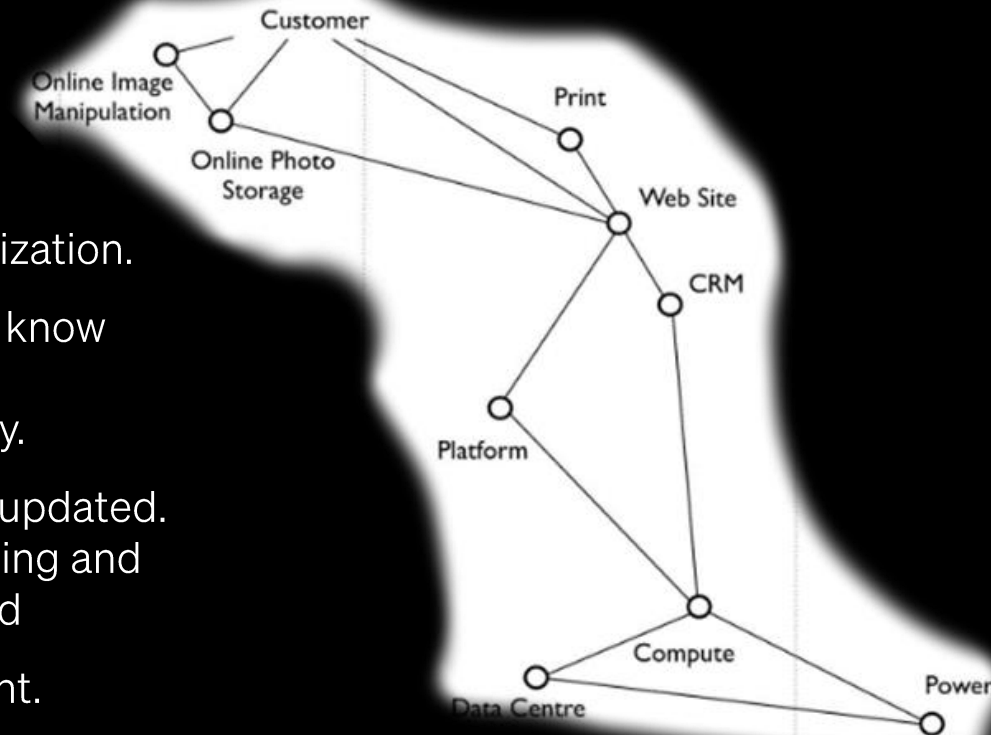 Customer
Online Image
Manipulation
Print
Online Photo
Storage
Web Site
CRM
Platform
Compute
Data Centre
Power
ization.
know
y.
updated.
ing and
d
nt.